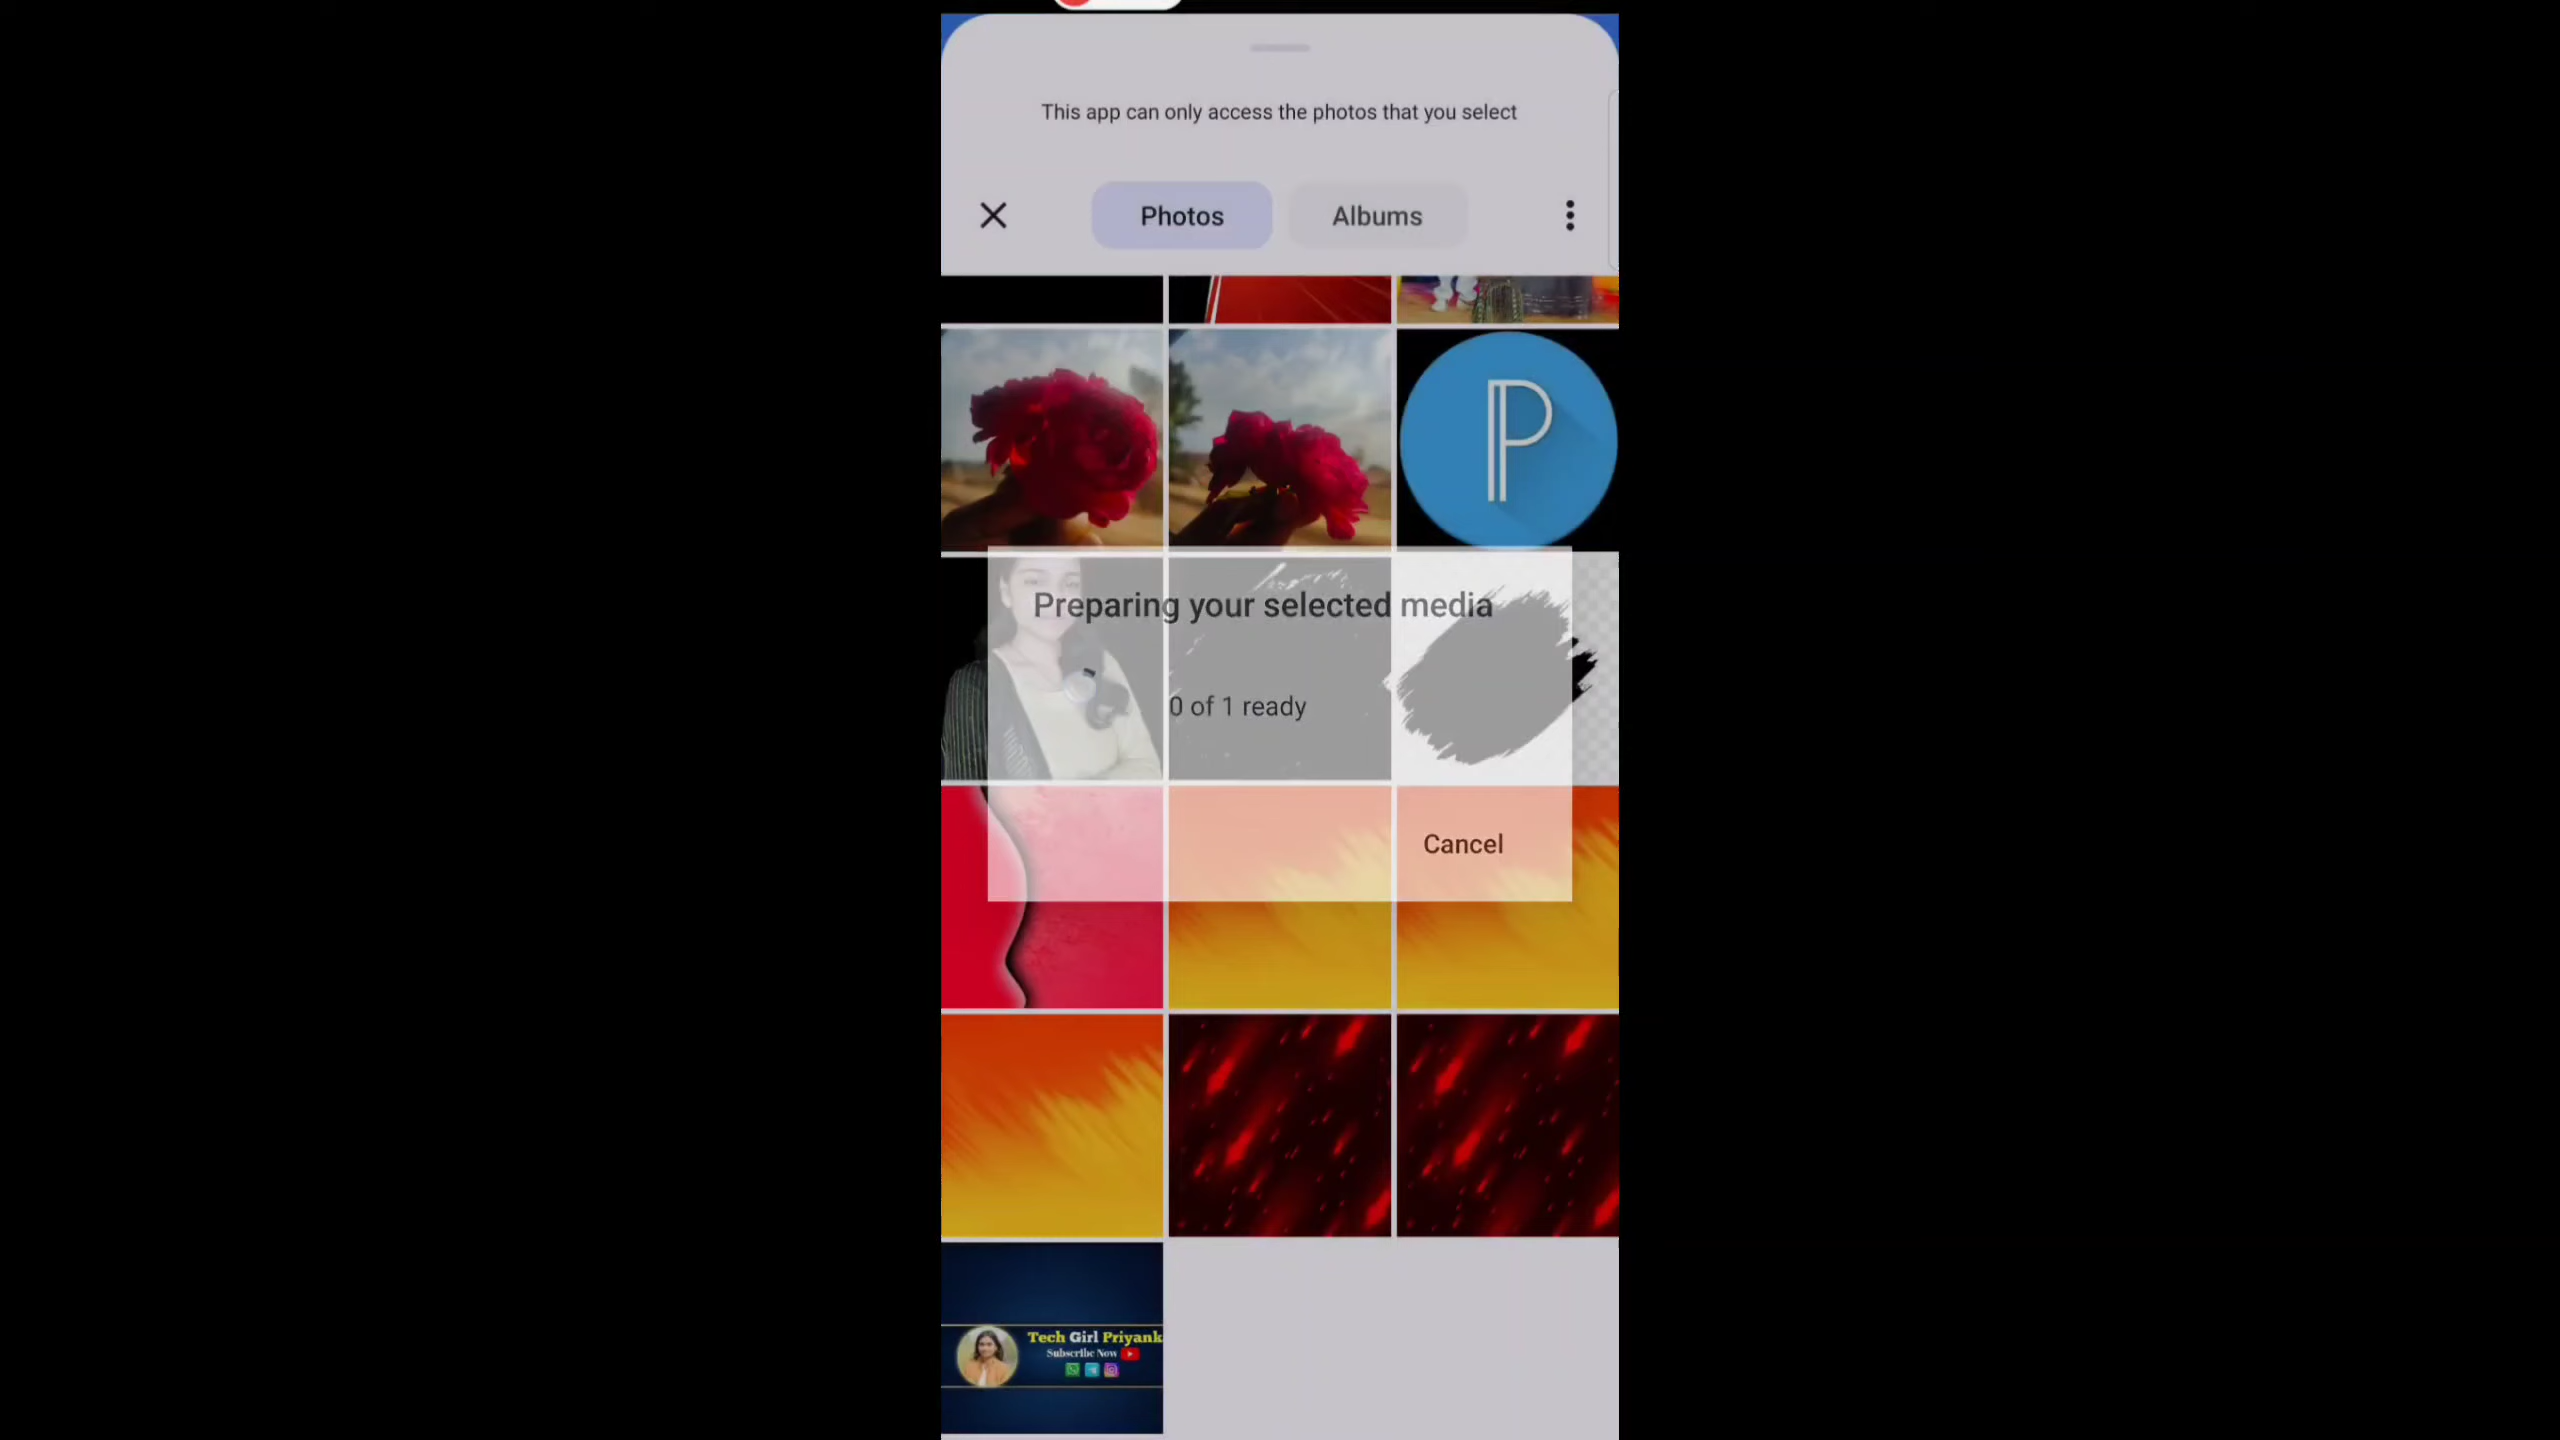 This app can only access the photos that you select
Photos
Albums
P
Preparing your selected media
0 of 1 ready
Cancel
Tech Girl Priyank
Subscribe Now